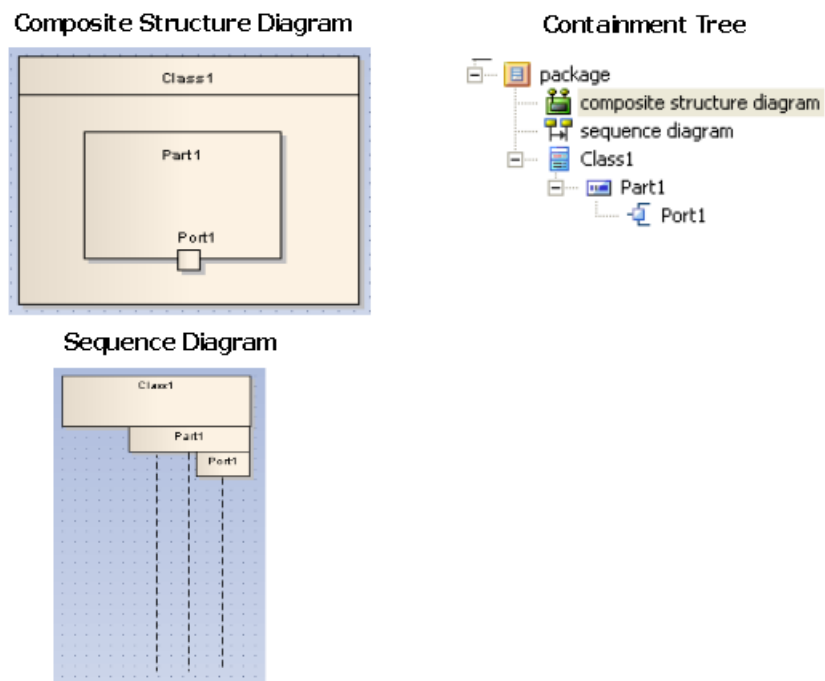 Composite Structure Diagram
Class1
Part1
Port1
Containment Tree
package
composite structure diagram
sequence diagram
Class1
Part1
Port1
Sequence Diagram
Class1
Part1
Port1